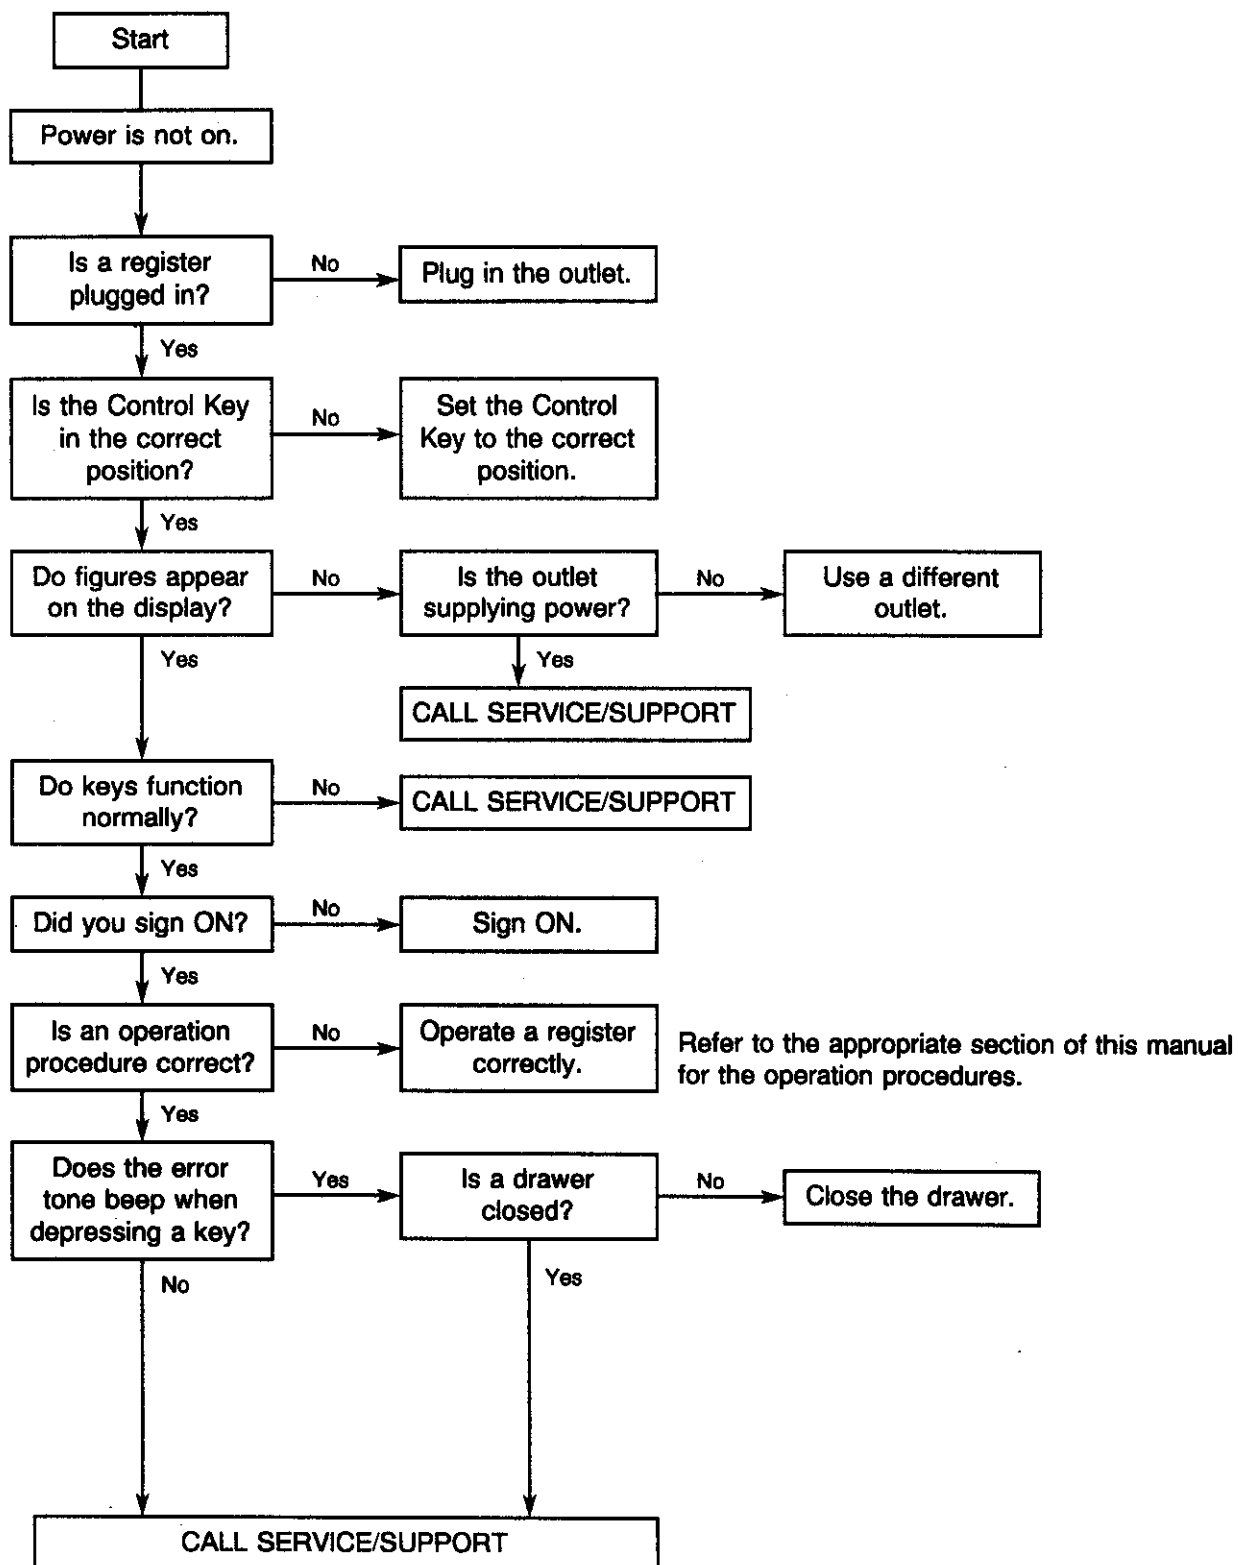 Start
Power is not on.
Is a register
plugged in?
No
Plug in the outlet.
Yes
Is the Control Key
in the correct
position?
No
Set the Control
Key to the correct
position.
Yes
Do figures appear
on the display?
No
Is the outlet
supplying power?
No
Use a different
outlet.
Yes
Yes
CALL SERVICE/SUPPORT
Do keys function
normally?
No
CALL SERVICE/SUPPORT
Yes
Did you sign ON?
No
Sign ON.
Yes
Is an operation
procedure correct?
No
Operate a register
correctly.
Refer to the appropriate section of this manual
for the operation procedures.
Yes
Does the error
tone beep when
depressing a key?
Yes
Is a drawer
closed?
No
Close the drawer.
No
Yes
CALL SERVICE/SUPPORT